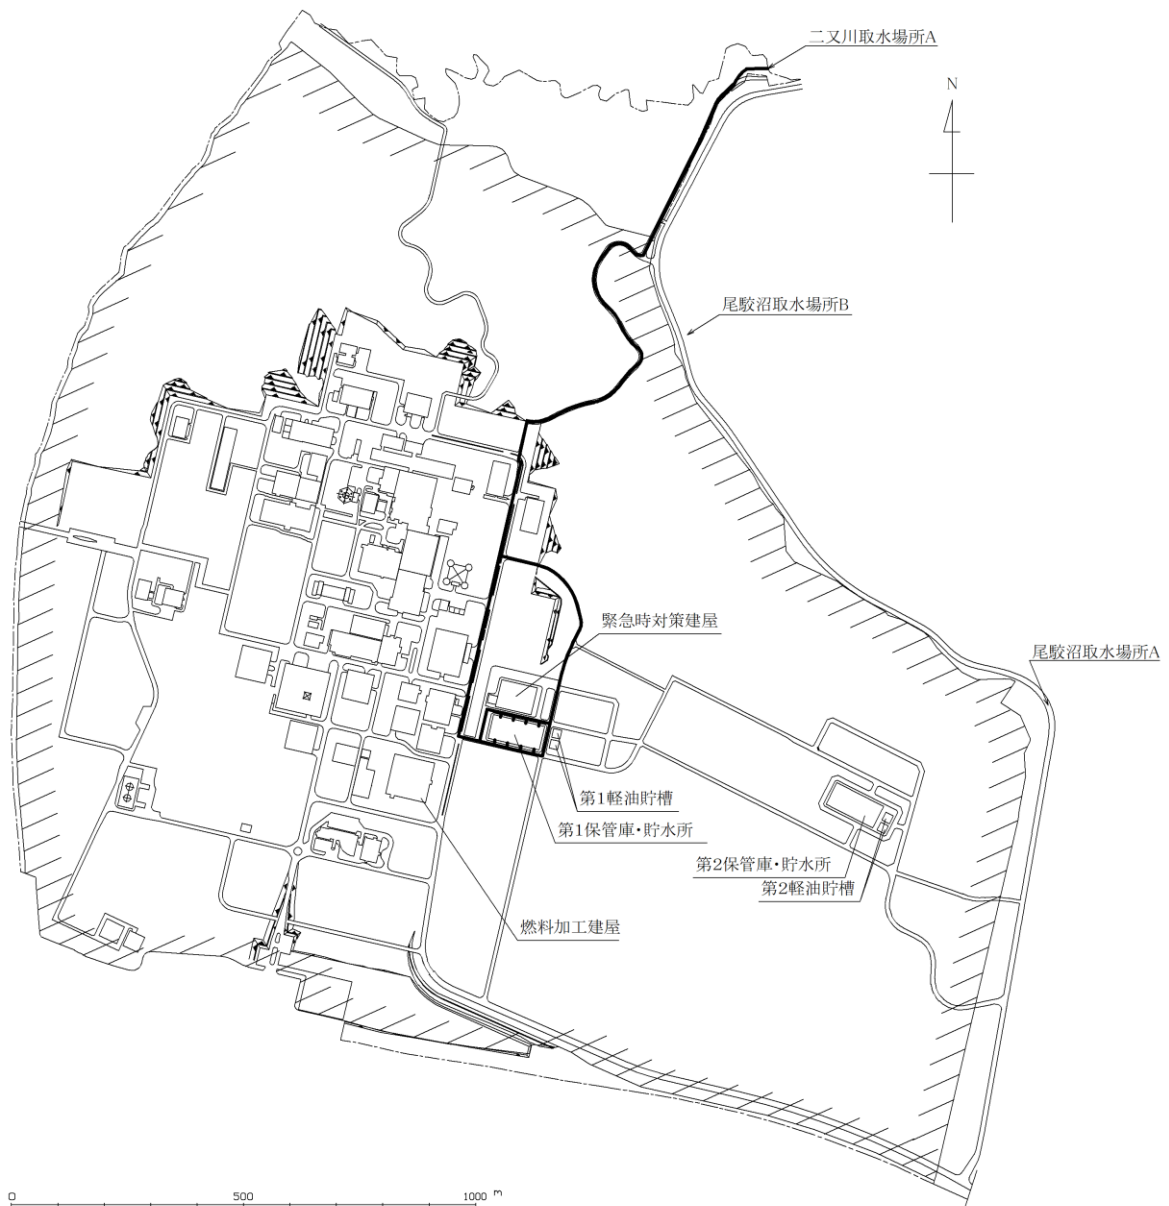 二又川取水場所A
N
尾駮沼取水場所B
緊急時対策建屋
尾駮沼取水場所A
第1軽油貯槽
第1保管庫・貯水所
第2保管庫・貯水所
第2軽油貯槽
燃料加工建屋
0 500 1000 m